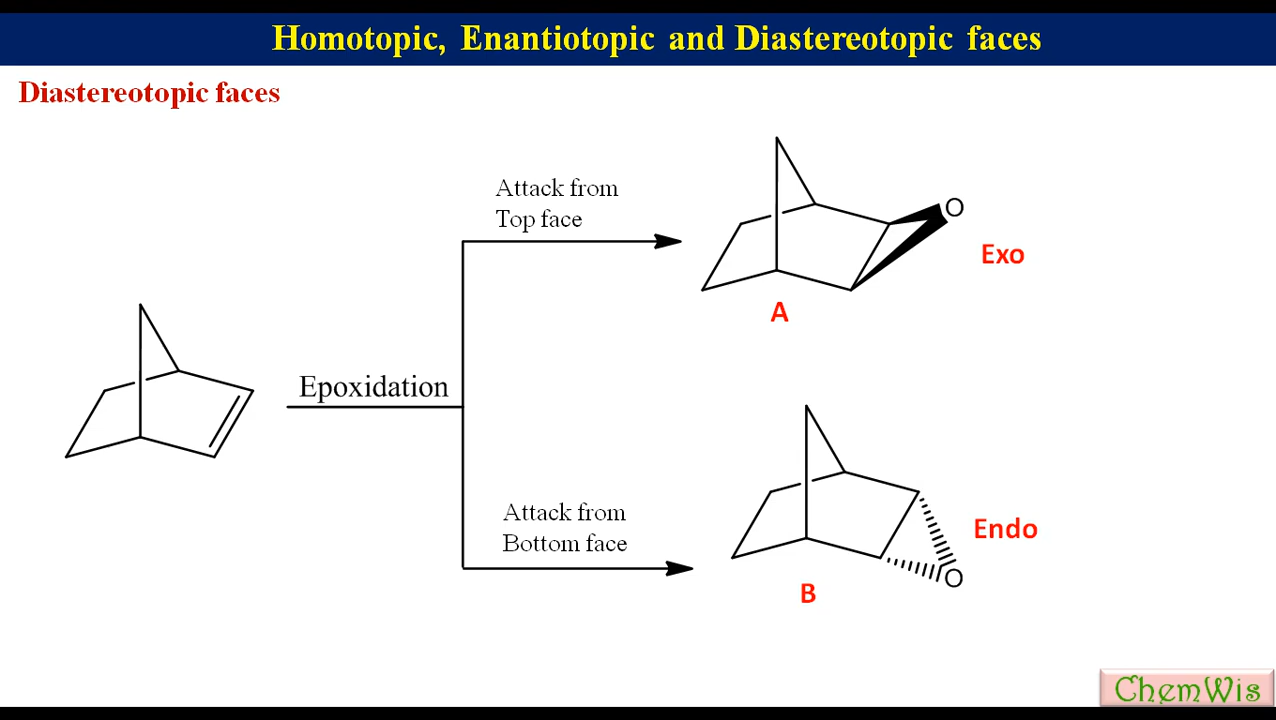 Homotopic, Enantiotopic and Diastereotopic faces
Diastereotopic faces
Attack from
Top face
O
Exo
A
Epoxidation
Attack from
Bottom face
Endo
O
B
ChemWis